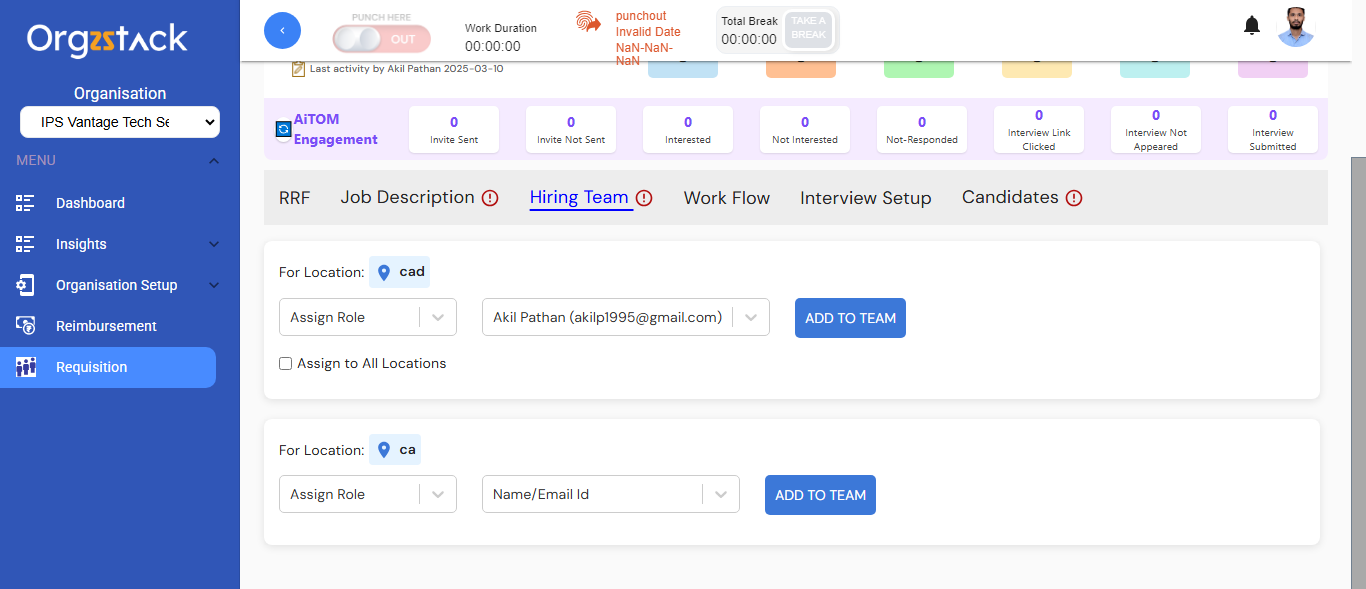 Orgzstack
Organisation
IPS Vantage Tech Se
MENU
Dashboard
Insights
Organisation Setup
Reimbursement
Requisition
PUNCH HERE
OUT
Work Duration
00:00:00
punchout
Invalid Date
NaN-NaN-
NaN
Total Break
00:00:00
TAKE A
BREAK
Last activity by Akil Pathan 2025-03-10
AiTOM
Engagement
0
Invite Sent
0
Invite Not Sent
0
Interested
0
Not Interested
0
Not-Responded
0
Interview Link
Clicked
0
Interview Not
Appeared
0
Interview
Submitted
RRF Job Description Hiring Team Work Flow Interview Setup Candidates
For Location: cad
Assign Role Akil Pathan (akilp1995@gmail.com) ADD TO TEAM
Assign to All Locations
For Location: ca
Assign Role Name/Email Id ADD TO TEAM